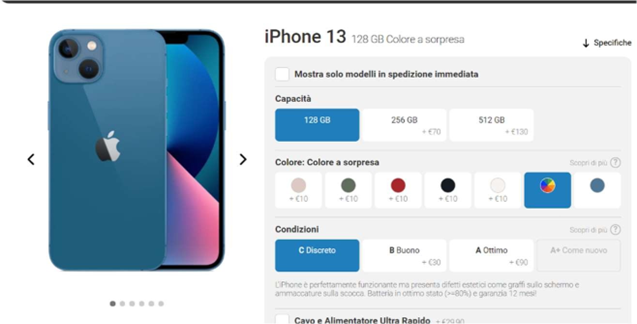 iPhone 13 128 GB Colore a sorpresa
Specifiche
Mostra solo modelli in spedizione immediata
Capacità
128 GB 256 GB 512 GB
+ €70 + €130
Colore: Colore a sorpresa Scopri di più ?
+ €10 + €10 + €10 + €10 + €10
Condizioni Scopri di più ?
C Discreto B Buono A Ottimo A+ Come nuovo
+ €30 + €90
L'iPhone è perfettamente funzionante ma presenta difetti estetici come graffi sullo schermo e
ammaccature sulla scocca. Batteria in ottimo stato (>=80%) e garanzia 12 mesi!
Cavo e Alimentatore Ultra Rapido + €29.90